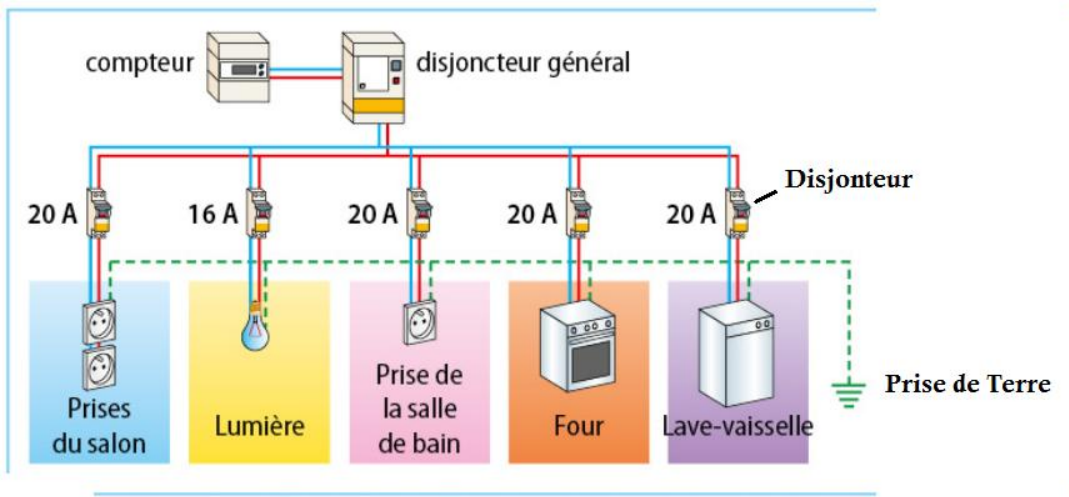 compteur
disjoncteur général
Disjonteur
20 A
16 A
20 A
20 A
20 A
Prises
du salon
Lumière
Prise de
la salle
de bain
Four
Lave-vaisselle
Prise de Terre